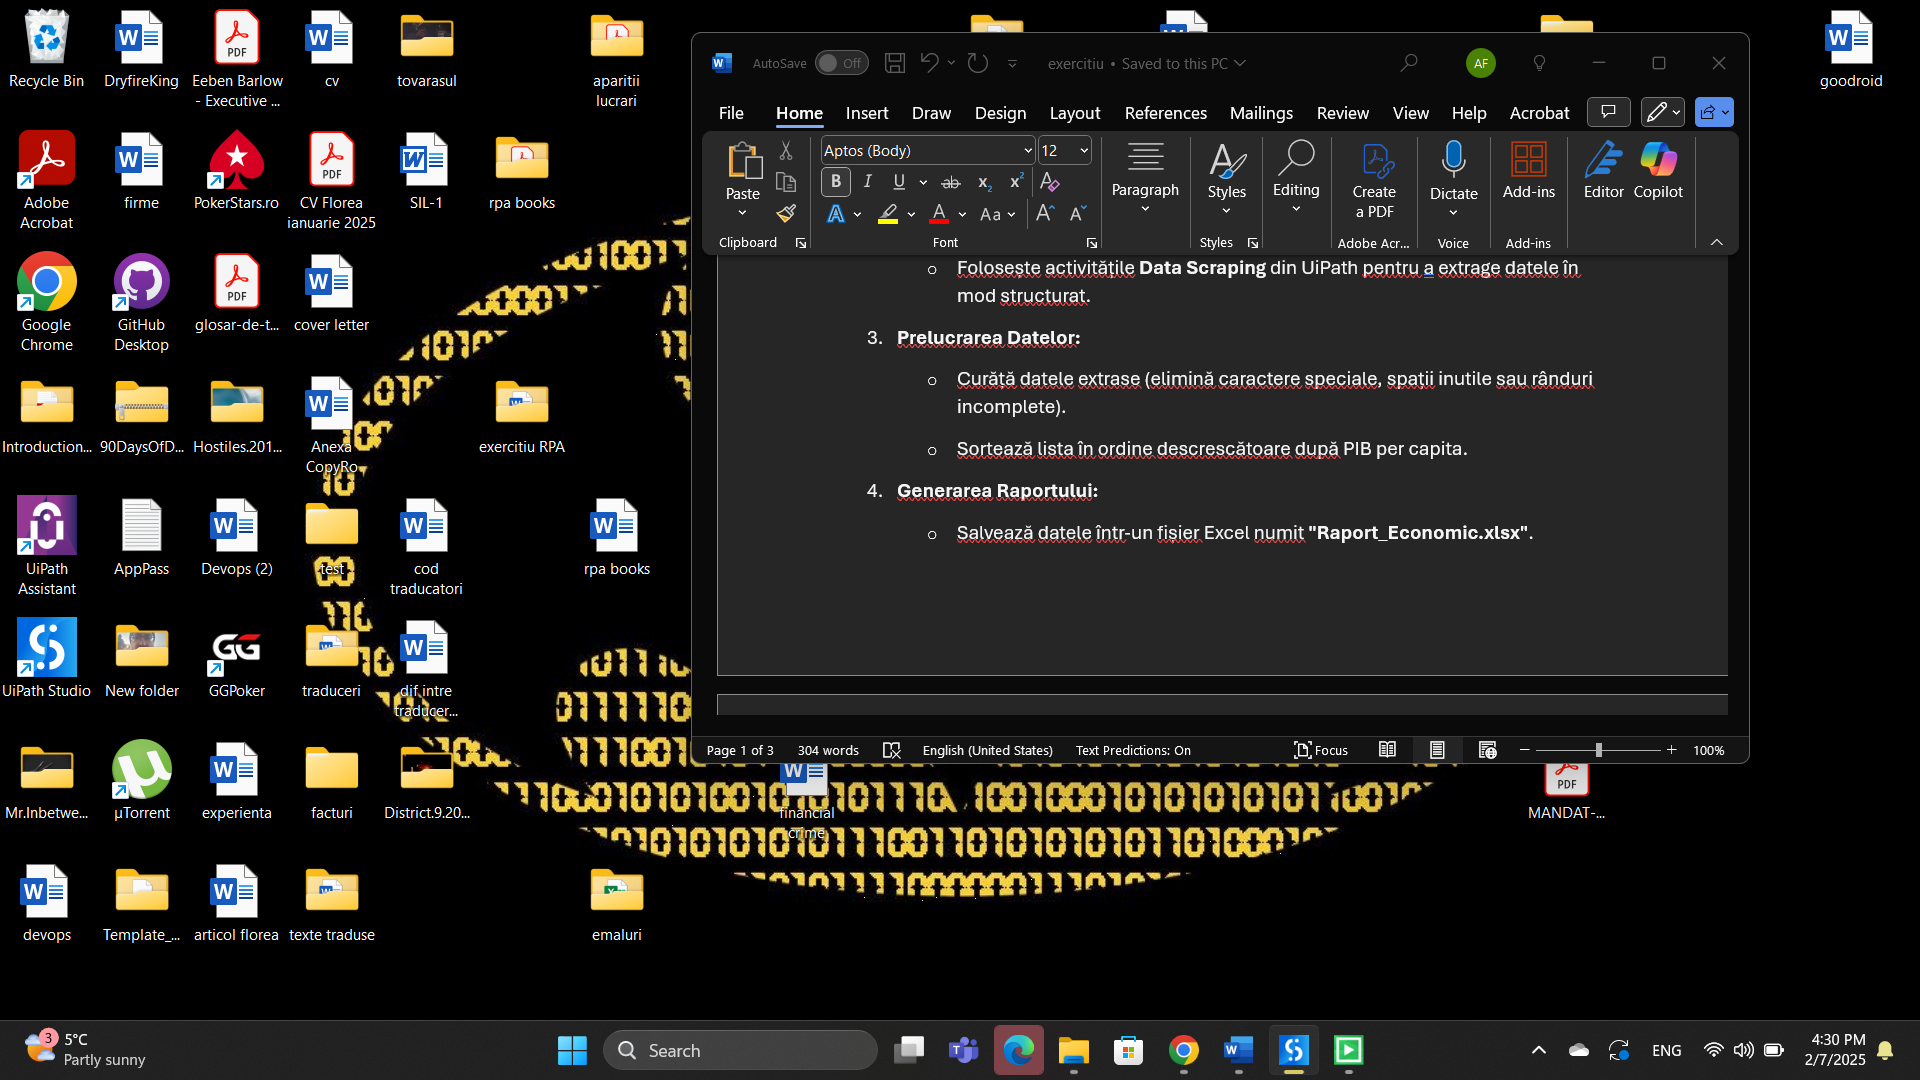 Recycle Bin
DryfireKing
Eeben Barlow
- Executive ...
cv
tovarasul
aparitii
lucrari
goodroid
Adobe
Acrobat
firme
PokerStars.ro
CV Florea
ianuarie 2025
SIL-1
rpa books
Google
Chrome
GitHub
Desktop
glosar-de-t...
cover letter
Introduction...
90DaysOfD...
Hostiles.201...
Anexa
CopyRo
exercitiu RPA
UiPath
Assistant
AppPass
Devops (2)
test
cod
traducatori
rpa books
UiPath Studio
New folder
GGPoker
traduceri
dif intre
traducer...
Mr.Inbetwe...
µTorrent
experienta
facturi
District.9.20...
financial
crime
MANDAT-...
devops
Template_...
articol florea
texte traduse
emaluri
AutoSave Off
exercitiu • Saved to this PC
AF
File Home Insert Draw Design Layout References Mailings Review View Help Acrobat
Paste
Clipboard
Aptos (Body) 12
Font
Paragraph
Styles
Styles
Editing
Create
a PDF
Adobe Acr...
Dictate
Voice
Add-ins
Add-ins
Editor
Copilot
o Folosește activitățile Data Scraping din UiPath pentru a extrage datele în
mod structurat.
3. Prelucrarea Datelor:
o Curăță datele extrase (elimină caractere speciale, spații inutile sau rânduri
incomplete).
o Sortează lista în ordine descrescătoare după PIB per capita.
4. Generarea Raportului:
o Salvează datele într-un fișier Excel numit "Raport_Economic.xlsx".
Page 1 of 3 304 words English (United States) Text Predictions: On Focus 100%
3
5°C
Partly sunny
Search
ENG
4:30 PM
2/7/2025